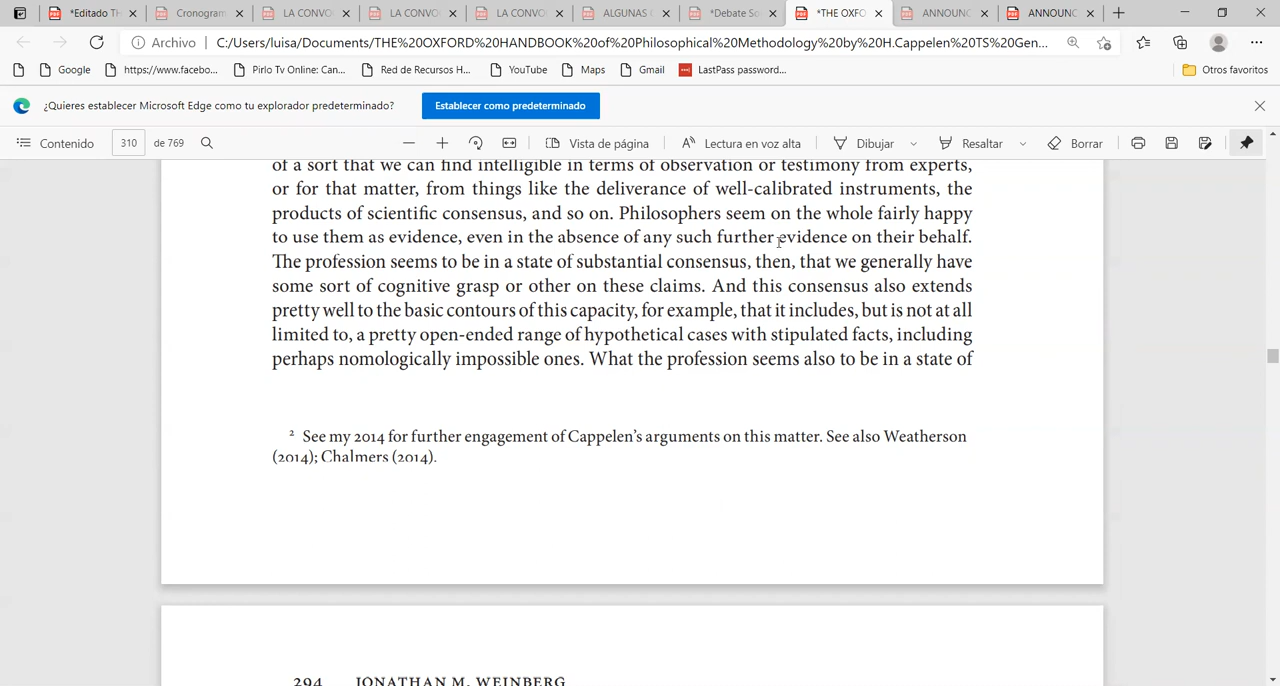 *Editado TH
Cronogram
LA CONVO
LA CONVO
LA CONVO
ALGUNAS
*Debate So
*THE OXFO
ANNOUNC
ANNOUNC
Archivo
C:/Users/luisa/Documents/THE%20OXFORD%20HANDBOOK%20of%20Philosophical%20Methodology%20by%20H.Cappelen%20TS%20Gen...
Google
https://www.facebo...
Pirlo Tv Online: Can...
Red de Recursos H...
YouTube
Maps
Gmail
LastPass password...
Otros favoritos
¿Quieres establecer Microsoft Edge como tu explorador predeterminado?
Establecer como predeterminado
Contenido
310
de 769
Vista de página
Lectura en voz alta
Dibujar
Resaltar
Borrar
of a sort that we can find intelligible in terms of observation or testimony from experts,
or for that matter, from things like the deliverance of well-calibrated instruments, the
products of scientific consensus, and so on. Philosophers seem on the whole fairly happy
to use them as evidence, even in the absence of any such further evidence on their behalf.
The profession seems to be in a state of substantial consensus, then, that we generally have
some sort of cognitive grasp or other on these claims. And this consensus also extends
pretty well to the basic contours of this capacity, for example, that it includes, but is not at all
limited to, a pretty open-ended range of hypothetical cases with stipulated facts, including
perhaps nomologically impossible ones. What the profession seems also to be in a state of
2 See my 2014 for further engagement of Cappelen's arguments on this matter. See also Weatherson
(2014); Chalmers (2014).
294 JONATHAN M. WEINBERG